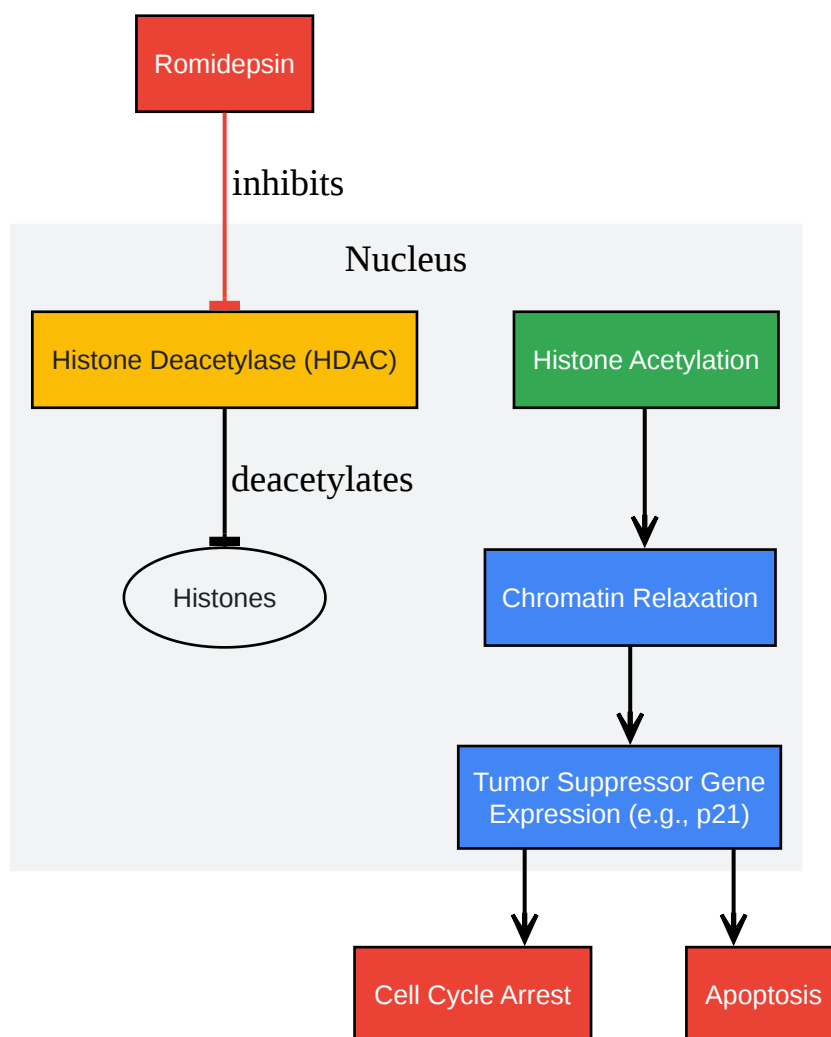 Romidepsin
inhibits
Nucleus
Histone Deacetylase (HDAC)
Histone Acetylation
deacetylates
Histones
Chromatin Relaxation
Tumor Suppressor Gene
Expression (e.g., p21)
Cell Cycle Arrest
Apoptosis